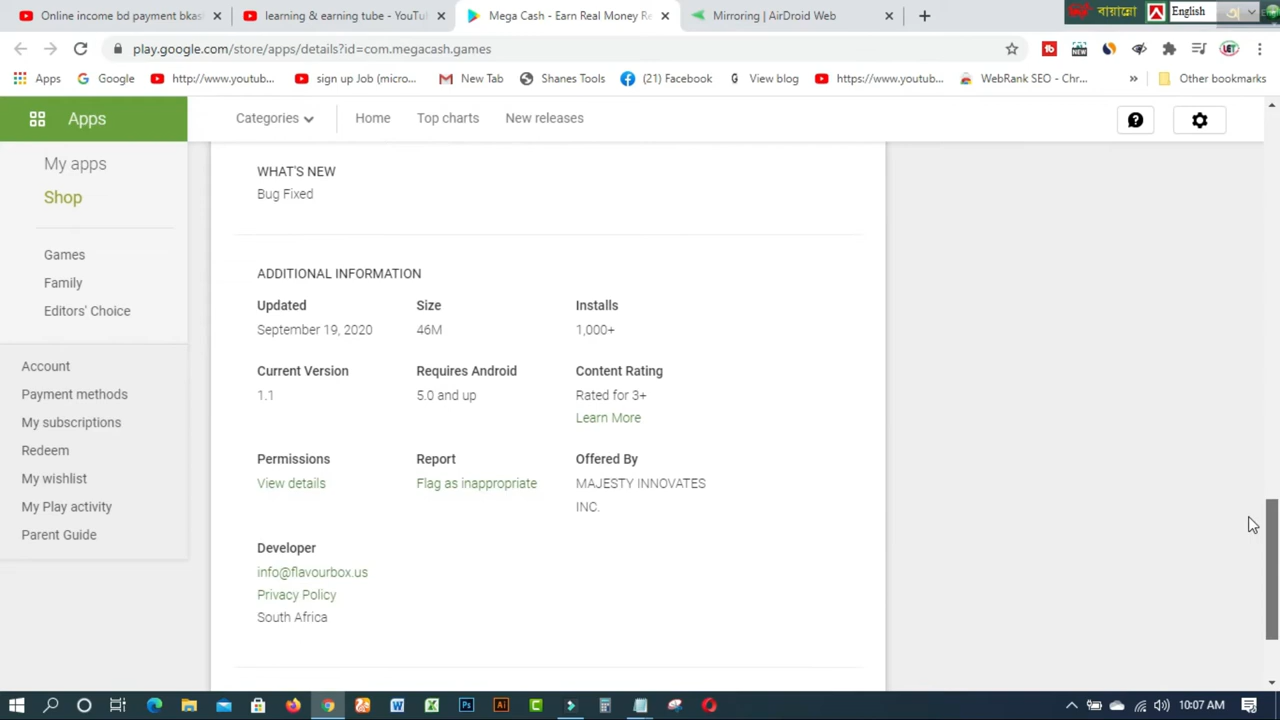 Online income bd payment bkas
learning & earning tv - YouTube
Mega Cash - Earn Real Money Re
Mirroring | AirDroid Web
বায়ান্নো
English
play.google.com/store/apps/details?id=com.megacash.games
Apps
Google
http://www.youtub...
sign up Job (micro...
New Tab
Shanes Tools
(21) Facebook
View blog
https://www.youtub...
WebRank SEO - Chr...
»
Other bookmarks
Apps
Categories
Home
Top charts
New releases
My apps
Shop
Games
Family
Editors' Choice
Account
Payment methods
My subscriptions
Redeem
My wishlist
My Play activity
Parent Guide
WHAT'S NEW
Bug Fixed
ADDITIONAL INFORMATION
Updated
September 19, 2020
Size
46M
Installs
1,000+
Current Version
1.1
Requires Android
5.0 and up
Content Rating
Rated for 3+
Learn More
Permissions
View details
Report
Flag as inappropriate
Offered By
MAJESTY INNOVATES
INC.
Developer
info@flavourbox.us
Privacy Policy
South Africa
10:07 AM